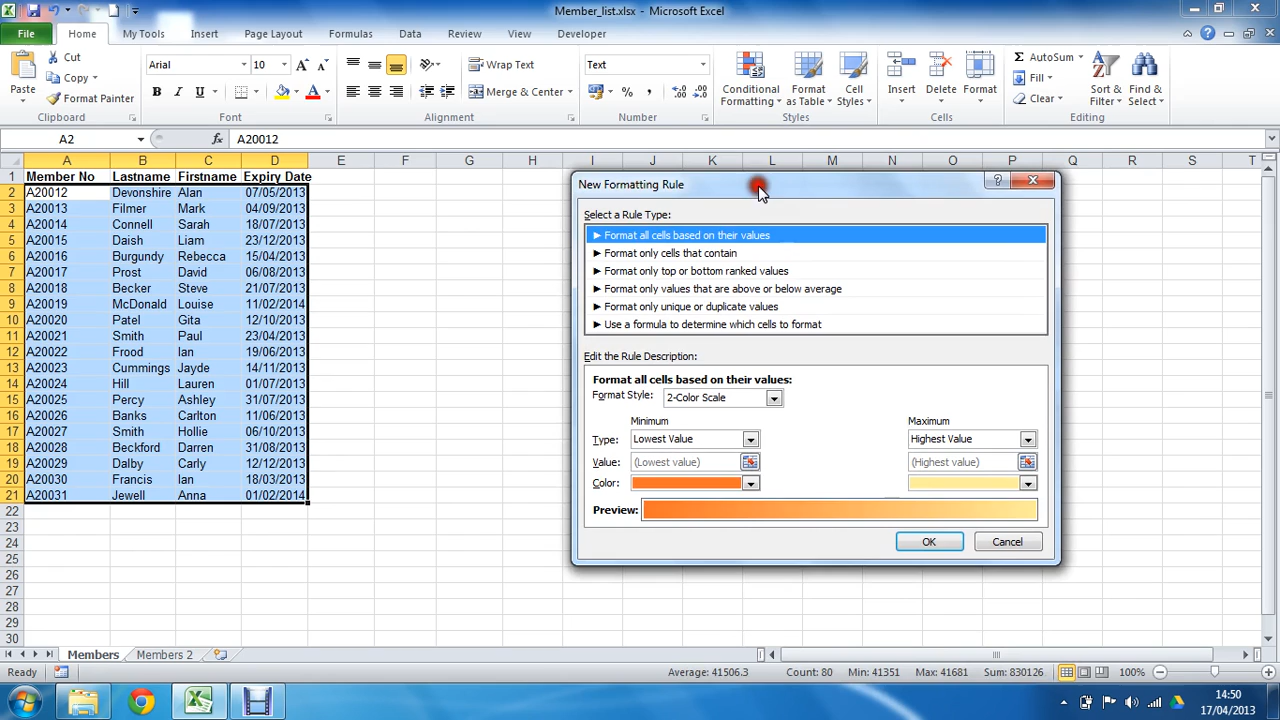 Member_list.xlsx - Microsoft Excel
File Home My Tools Insert Page Layout Formulas Data Review View Developer
Cut
Copy
Format Painter
Paste
Clipboard
Arial 10
Font
Wrap Text
Merge & Center
Alignment
Text
Number
Conditional Formatting
Format as Table
Cell Styles
Styles
Insert Delete Format
Cells
AutoSum
Fill
Clear
Sort & Filter
Find & Select
Editing
A2 fx A20012
A B C D E F G H I J K L M N O P Q R S T
1 Member No Lastname Firstname Expiry Date
2 A20012 Devonshire Alan 07/05/2013
3 A20013 Filmer Mark 04/09/2013
4 A20014 Connell Sarah 18/07/2013
5 A20015 Daish Liam 23/12/2013
6 A20016 Burgundy Rebecca 15/04/2013
7 A20017 Prost David 06/08/2013
8 A20018 Becker Steve 21/07/2013
9 A20019 McDonald Louise 11/02/2014
10 A20020 Patel Gita 12/10/2013
11 A20021 Smith Paul 23/04/2013
12 A20022 Frood Ian 19/06/2013
13 A20023 Cummings Jayde 14/11/2013
14 A20024 Hill Lauren 01/07/2013
15 A20025 Percy Ashley 31/07/2013
16 A20026 Banks Carlton 11/06/2013
17 A20027 Smith Hollie 06/10/2013
18 A20028 Beckford Darren 31/08/2013
19 A20029 Dalby Carly 12/12/2013
20 A20030 Francis Ian 18/03/2013
21 A20031 Jewell Anna 01/02/2014
22
23
24
25
26
27
28
29
30
New Formatting Rule
Select a Rule Type:
► Format all cells based on their values
► Format only cells that contain
► Format only top or bottom ranked values
► Format only values that are above or below average
► Format only unique or duplicate values
► Use a formula to determine which cells to format
Edit the Rule Description:
Format all cells based on their values:
Format Style: 2-Color Scale
Minimum Maximum
Type: Lowest Value Highest Value
Value: (Lowest value) (Highest value)
Color:
Preview:
OK Cancel
Members Members 2
Ready Average: 41506.3 Count: 80 Min: 41351 Max: 41681 Sum: 830126 100%
14:50
17/04/2013